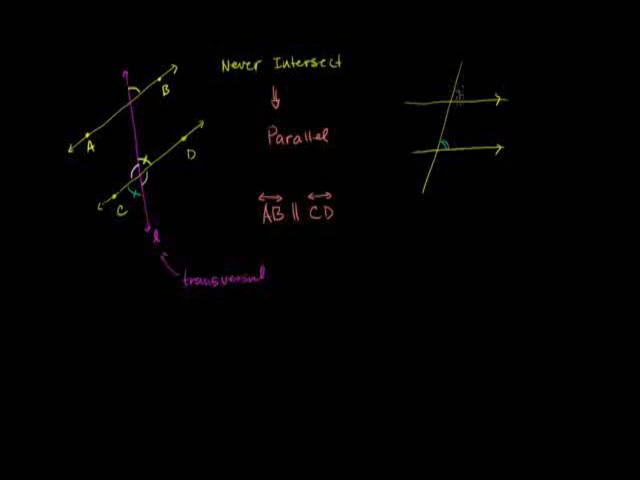 Never Intersect
B
Parallel
A
x
D
x
C
AB || CD
l
transversal